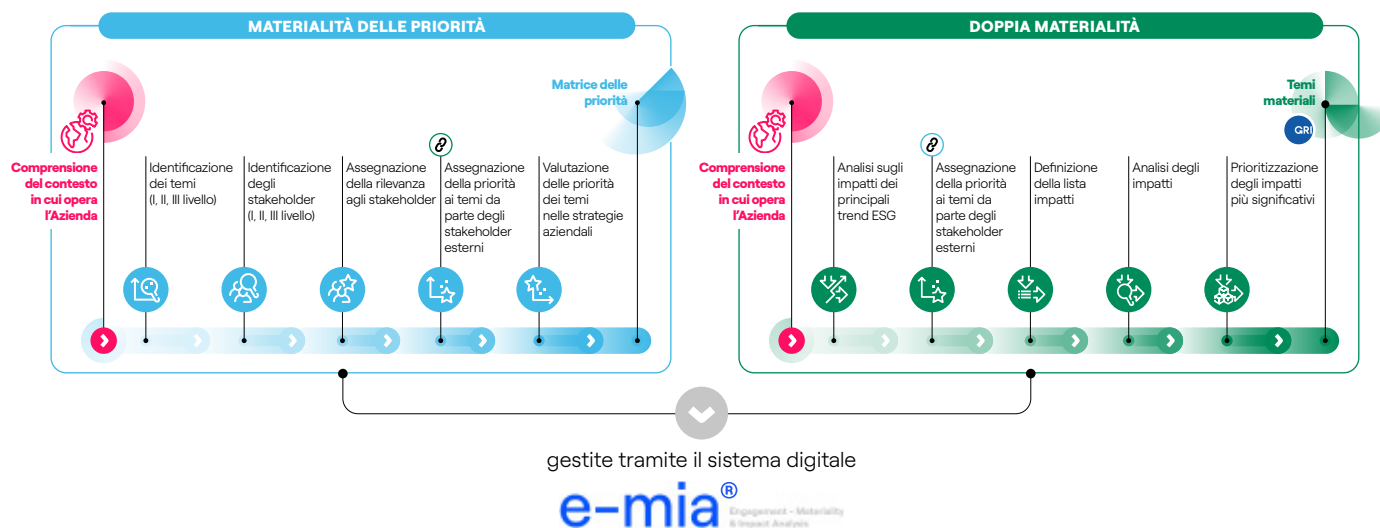 MATERIALITÀ DELLE PRIORITÀ
Comprensione
del contesto
in cui opera
l’Azienda
Identificazione
dei temi
(I, II, III livello)
Identificazione
degli
stakeholder
(I, II, III livello)
Assegnazione
della rilevanza
agli stakeholder
Assegnazione
della priorità
ai temi da
parte degli
stakeholder
esterni
Valutazione
delle priorità
dei temi
nelle strategie
aziendali
Matrice delle
priorità
DOPPIA MATERIALITÀ
Comprensione
del contesto
in cui opera
l’Azienda
Analisi sugli
impatti dei
principali
trend ESG
Assegnazione
della priorità
ai temi da
parte degli
stakeholder
esterni
Definizione
della lista
impatti
Analisi degli
impatti
Prioritizzazione
degli impatti
più significativi
Temi
materiali
GRI
gestite tramite il sistema digitale
e-mia®
Engagement - Materiality
& Impact Analysis